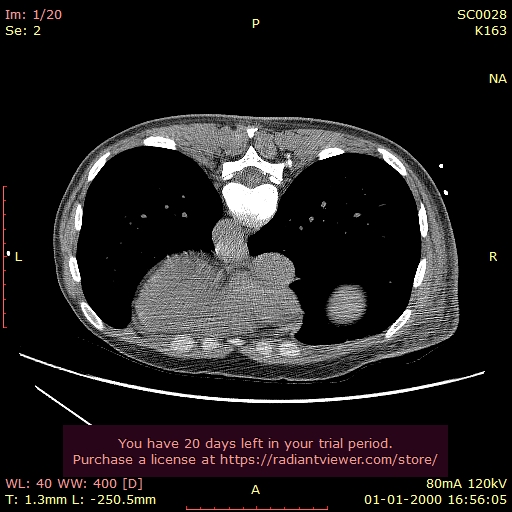 Im: 1/20
Se: 2
P
SC0028
K163
NA
L
R
You have 20 days left in your trial period.
Purchase a license at https://radiantviewer.com/store/
WL: 40 WW: 400 [D]
T: 1.3mm L: -250.5mm
A
80mA 120kV
01-01-2000 16:56:05